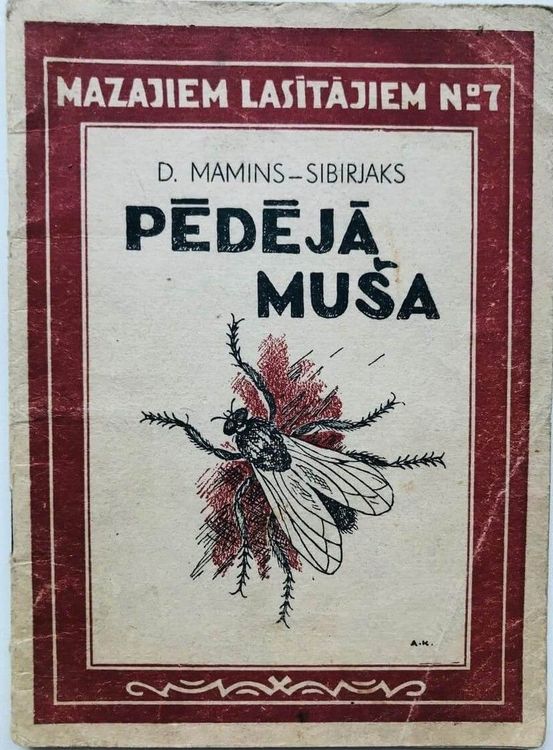 MAZAJIEM LASĪTĀJIEM Nº7
D. MAMINS–SIBIRJAKS
PĒDĒJĀ
MUŠA
A.K.